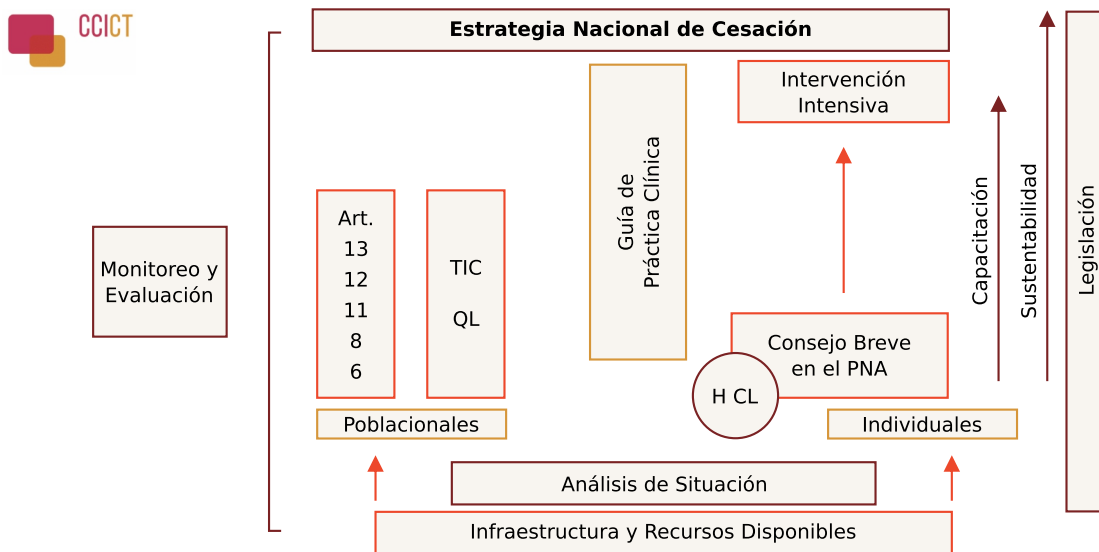 CCICT
Estrategia Nacional de Cesación
Intervención
Intensiva
Guía de
Práctica Clínica
Capacitación
Sustentabilidad
Legislación
Art.
13
12
11
8
6
TIC
QL
Monitoreo y
Evaluación
Consejo Breve
en el PNA
H CL
Poblacionales
Individuales
Análisis de Situación
Infraestructura y Recursos Disponibles